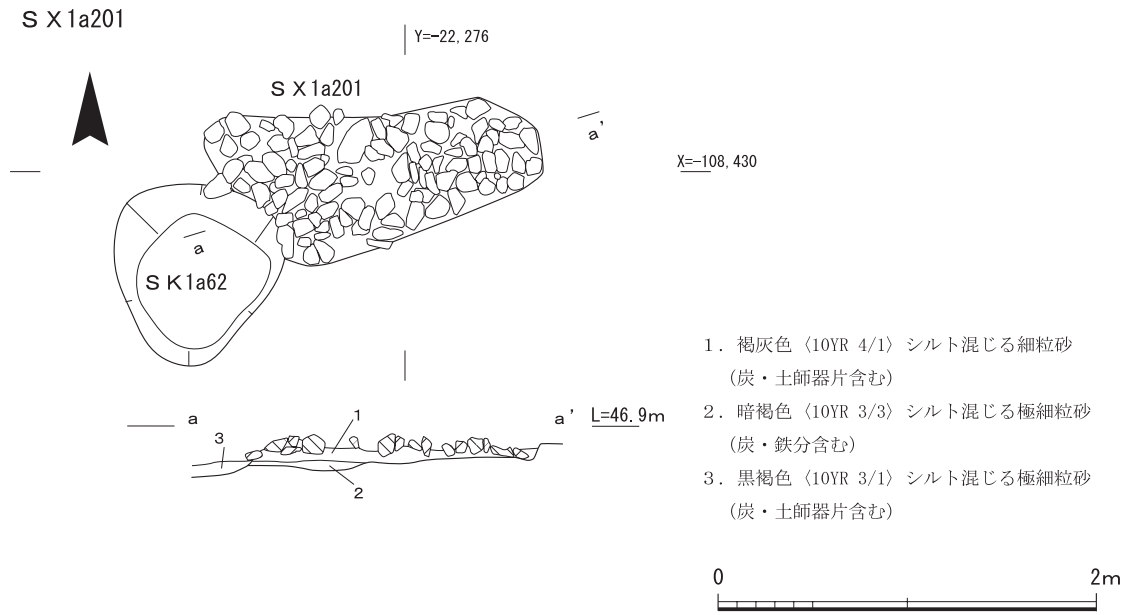 ＳＸ1a201
Y=-22,276
ＳＸ1a201
a'
X=-108,430
a
ＳＫ1a62
a
1
a'
L=46.9m
3
2
１．褐灰色〈10YR 4/1〉シルト混じる細粒砂
（炭・土師器片含む）
２．暗褐色〈10YR 3/3〉シルト混じる極細粒砂
（炭・鉄分含む）
３．黒褐色〈10YR 3/1〉シルト混じる極細粒砂
（炭・土師器片含む）
0
2m